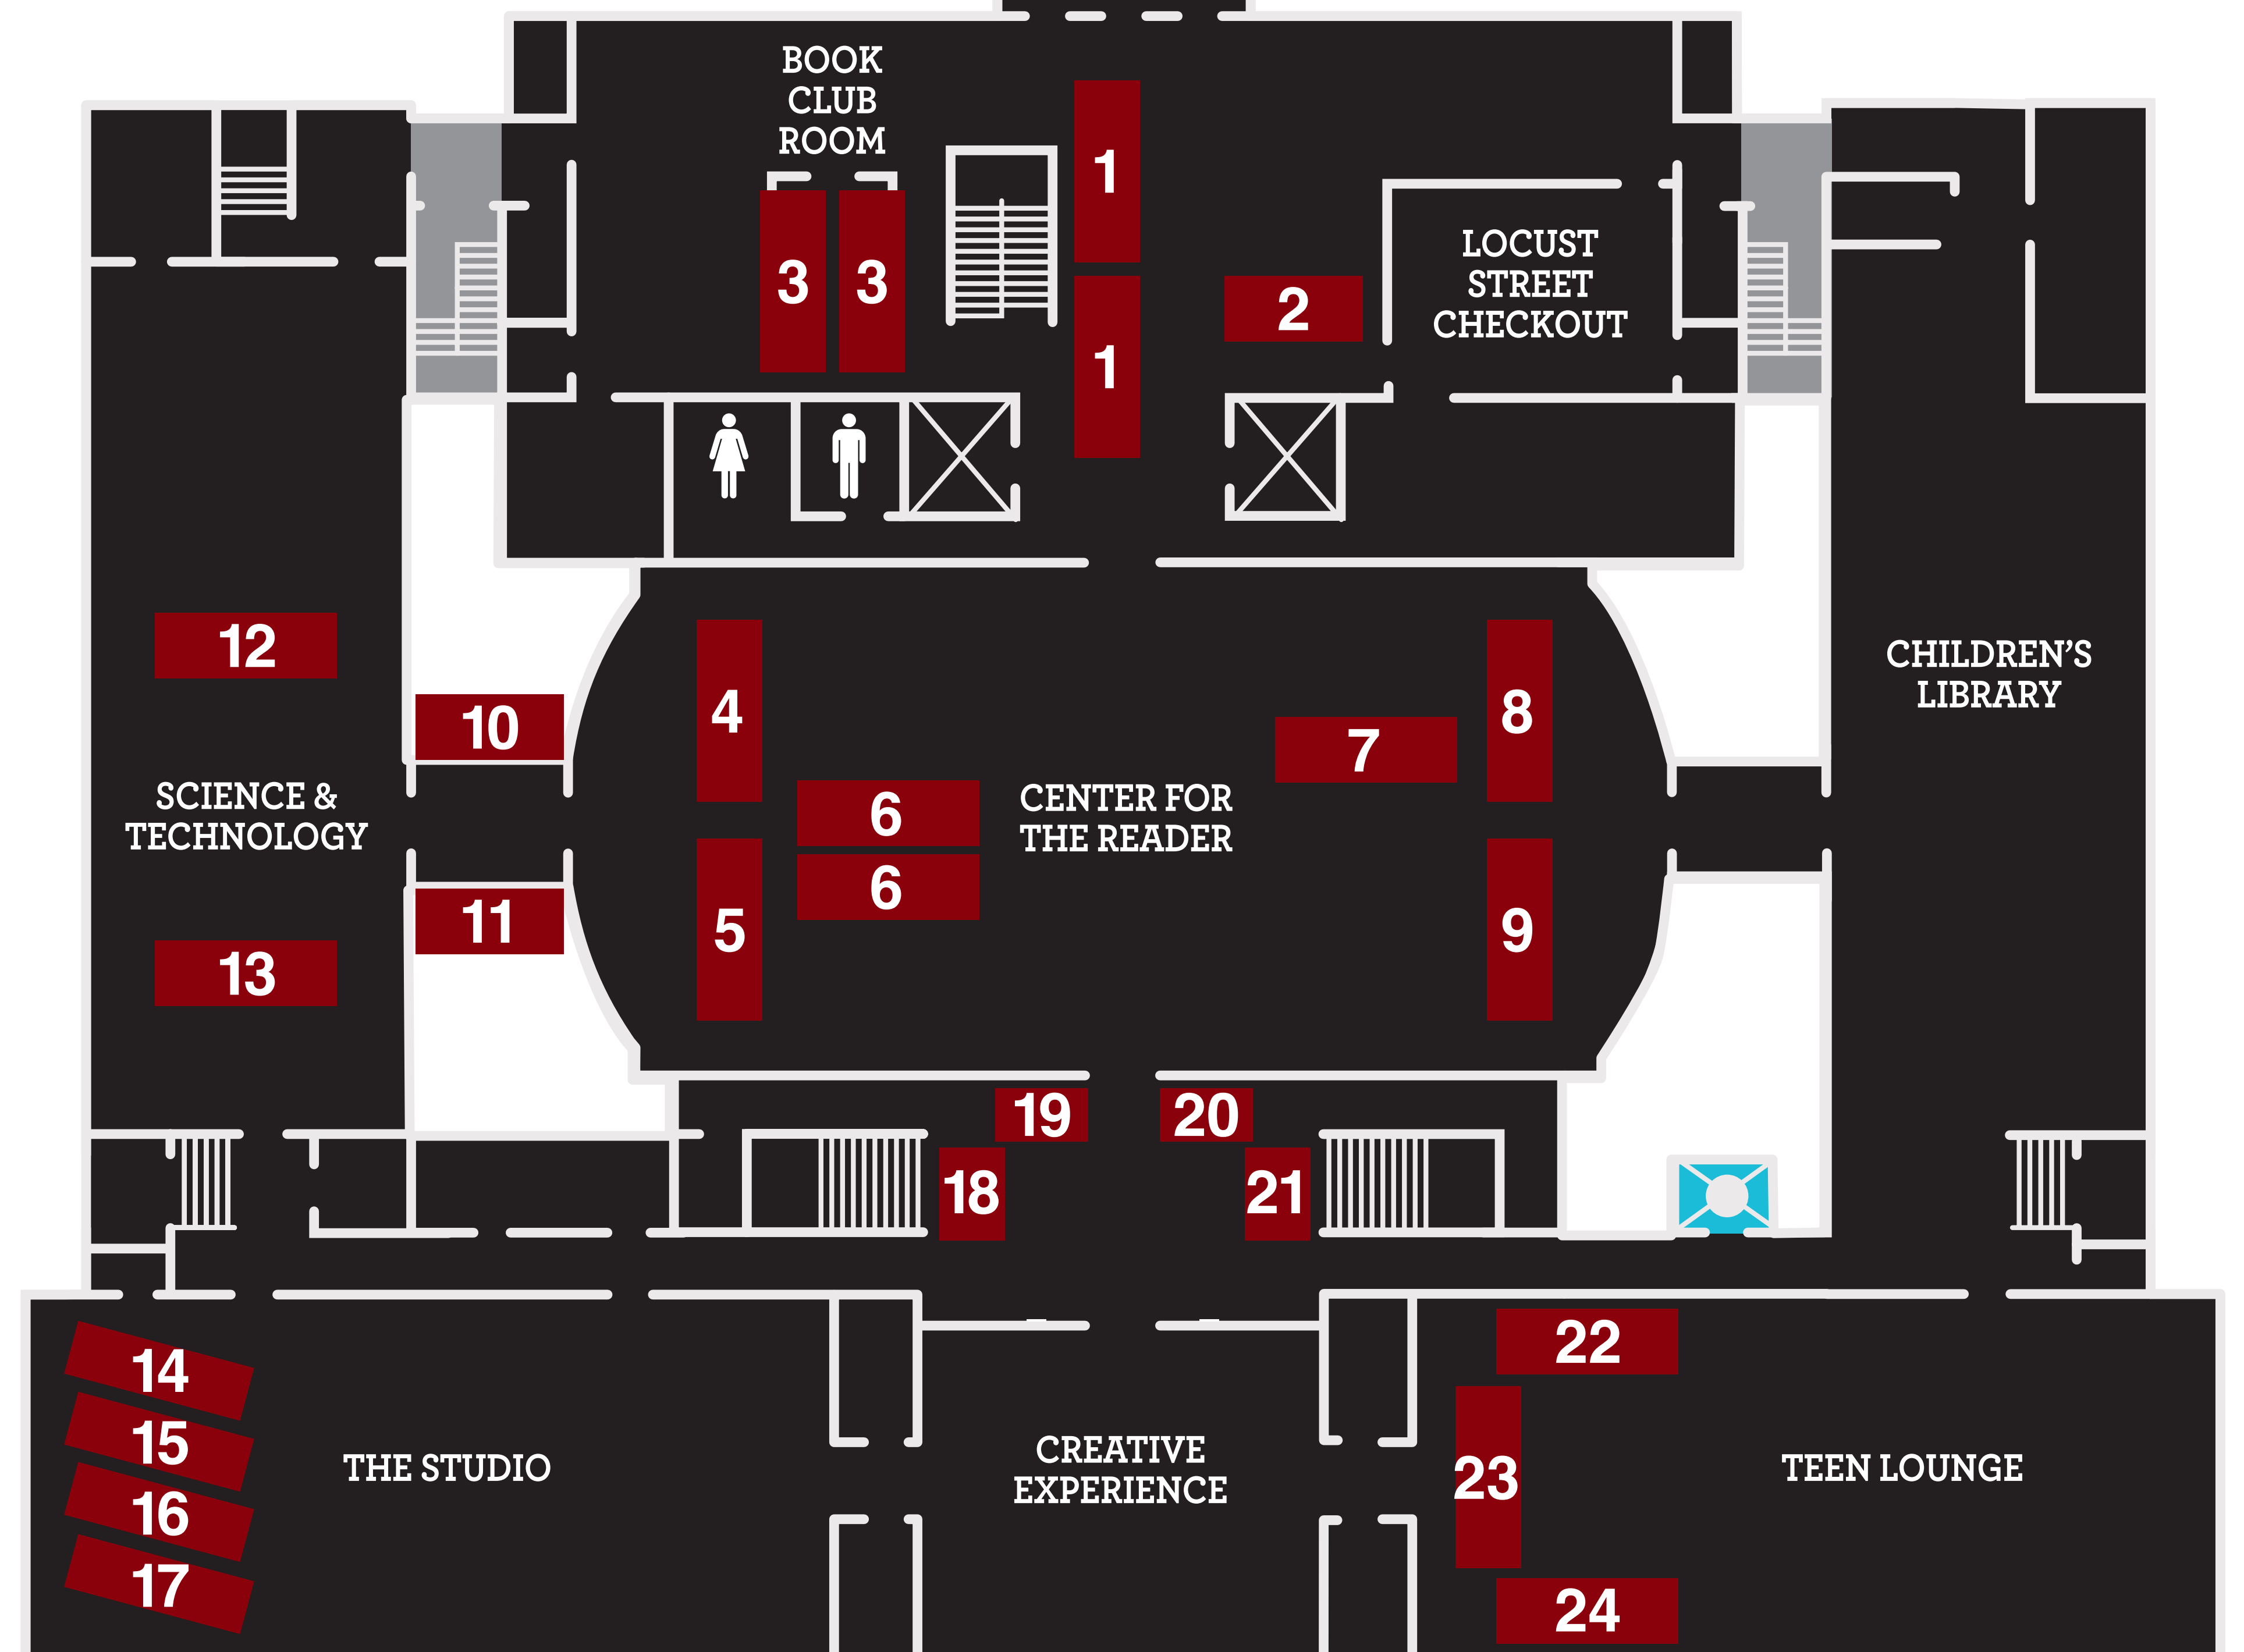 BOOK
CLUB
ROOM
1
3
3
LOCUST
STREET
CHECKOUT
2
1
12
10
4
8
CHILDREN'S
LIBRARY
7
SCIENCE &
TECHNOLOGY
6
CENTER FOR
THE READER
6
11
5
9
13
19
20
18
21
14
22
15
THE STUDIO
CREATIVE
EXPERIENCE
23
TEEN LOUNGE
16
17
24